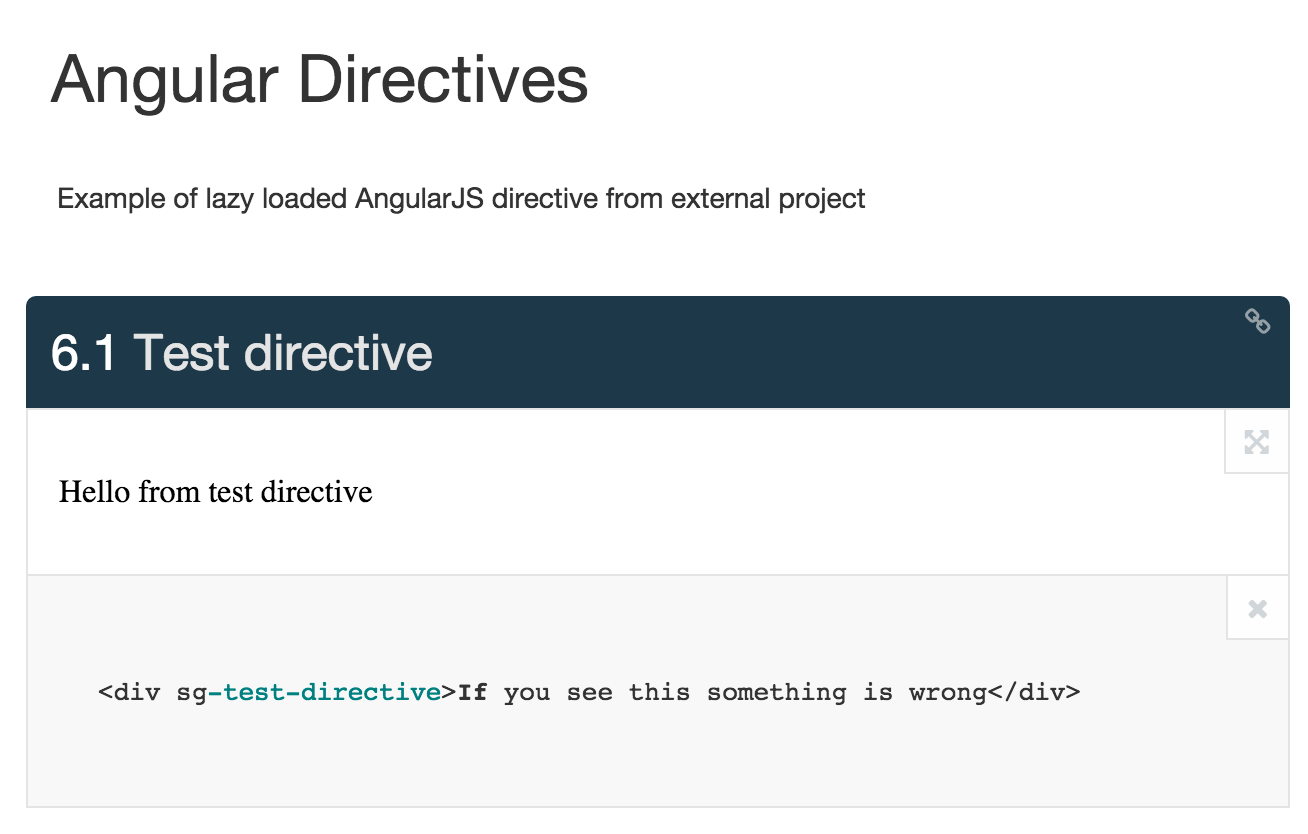 Angular Directives
Example of lazy loaded AngularJS directive from external project
6.1 Test directive
Hello from test directive
<div sg-test-directive>If you see this something is wrong</div>